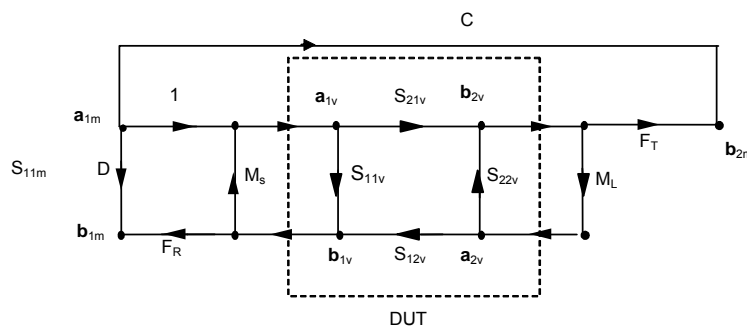 C
1
a1v
S21v
b2v
a1m
FT
b2m
S11m
D
Ms
S11v
S22v
ML
b1m
FR
b1v
S12v
a2v
DUT